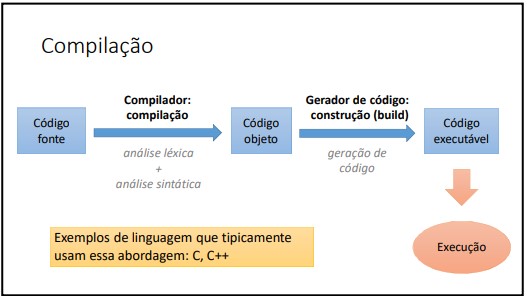 Compilação
Código
fonte
Compilador:
compilação
análise léxica
+
análise sintática
Código
objeto
Gerador de código:
construção (build)
geração de
código
Código
executável
Execução
Exemplos de linguagem que tipicamente
usam essa abordagem: C, C++